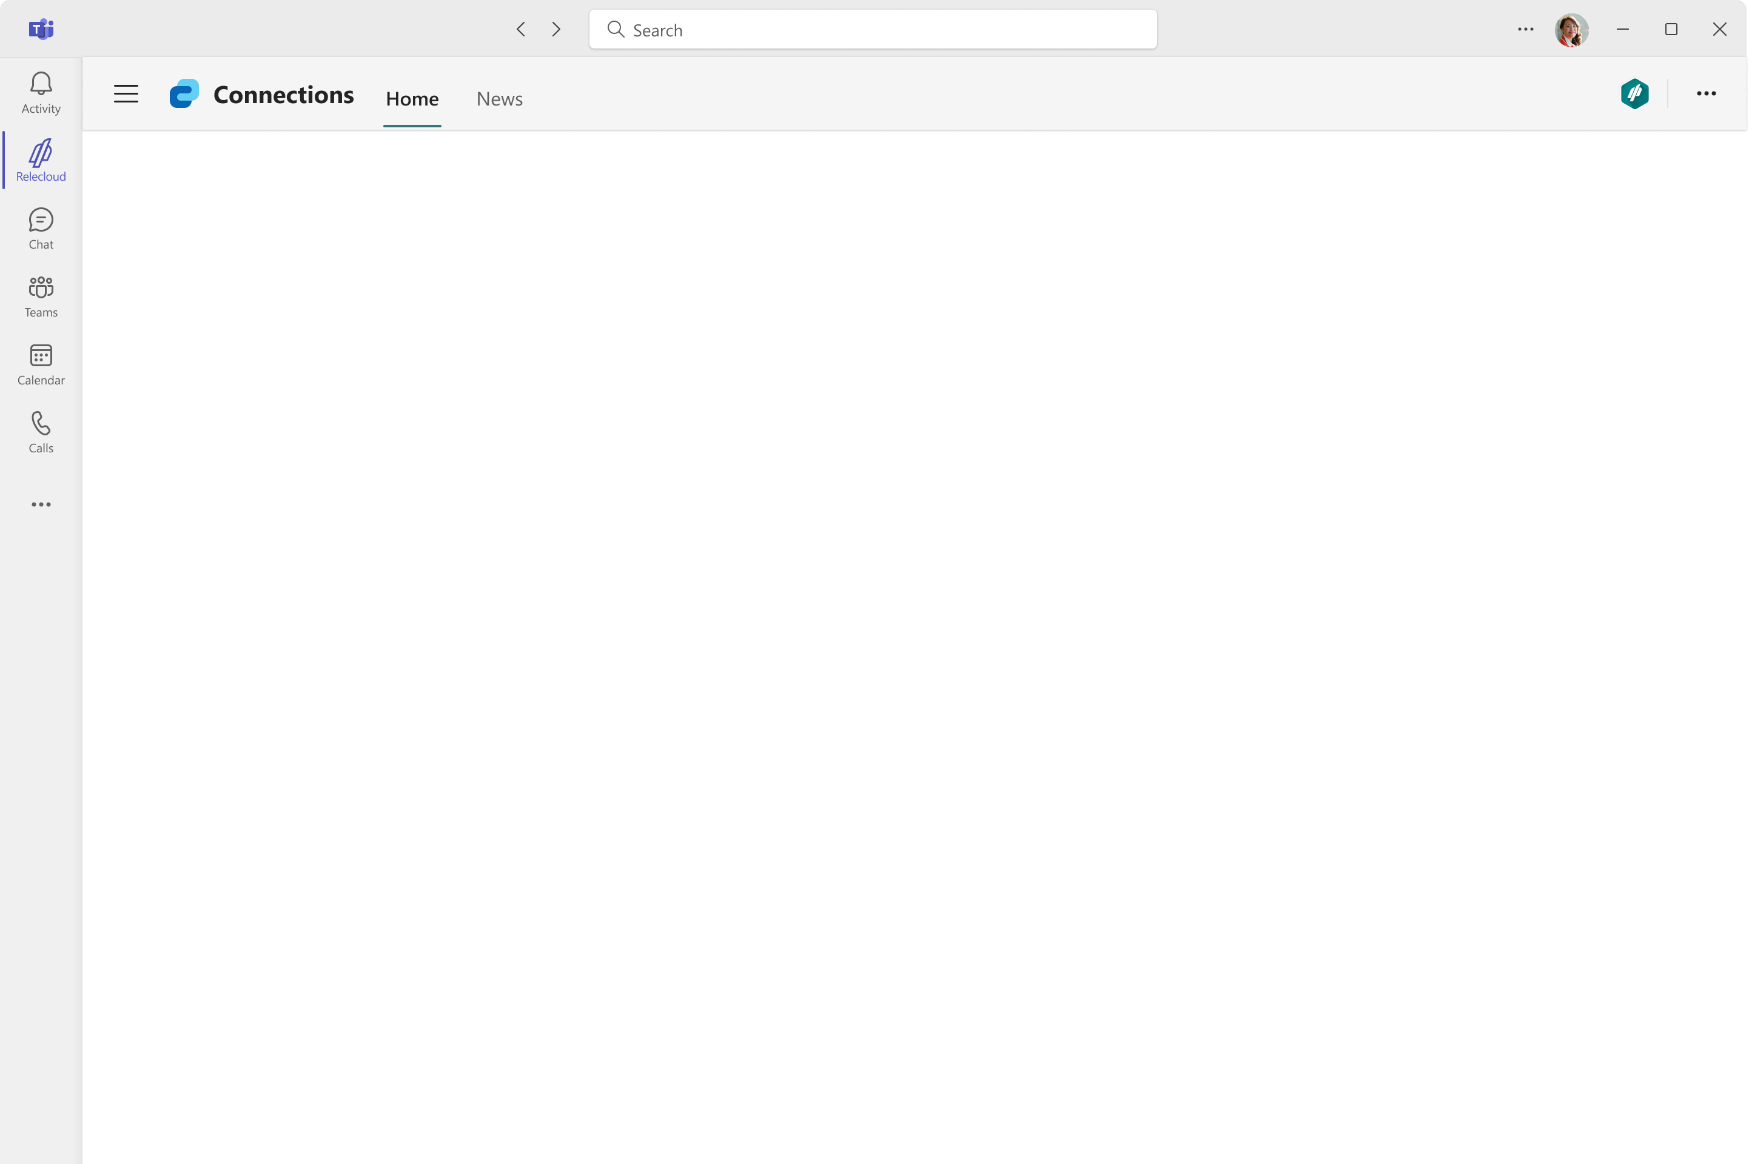 Search
Activity
Connections
Home
News
Relecloud
Chat
Teams
Calendar
Calls